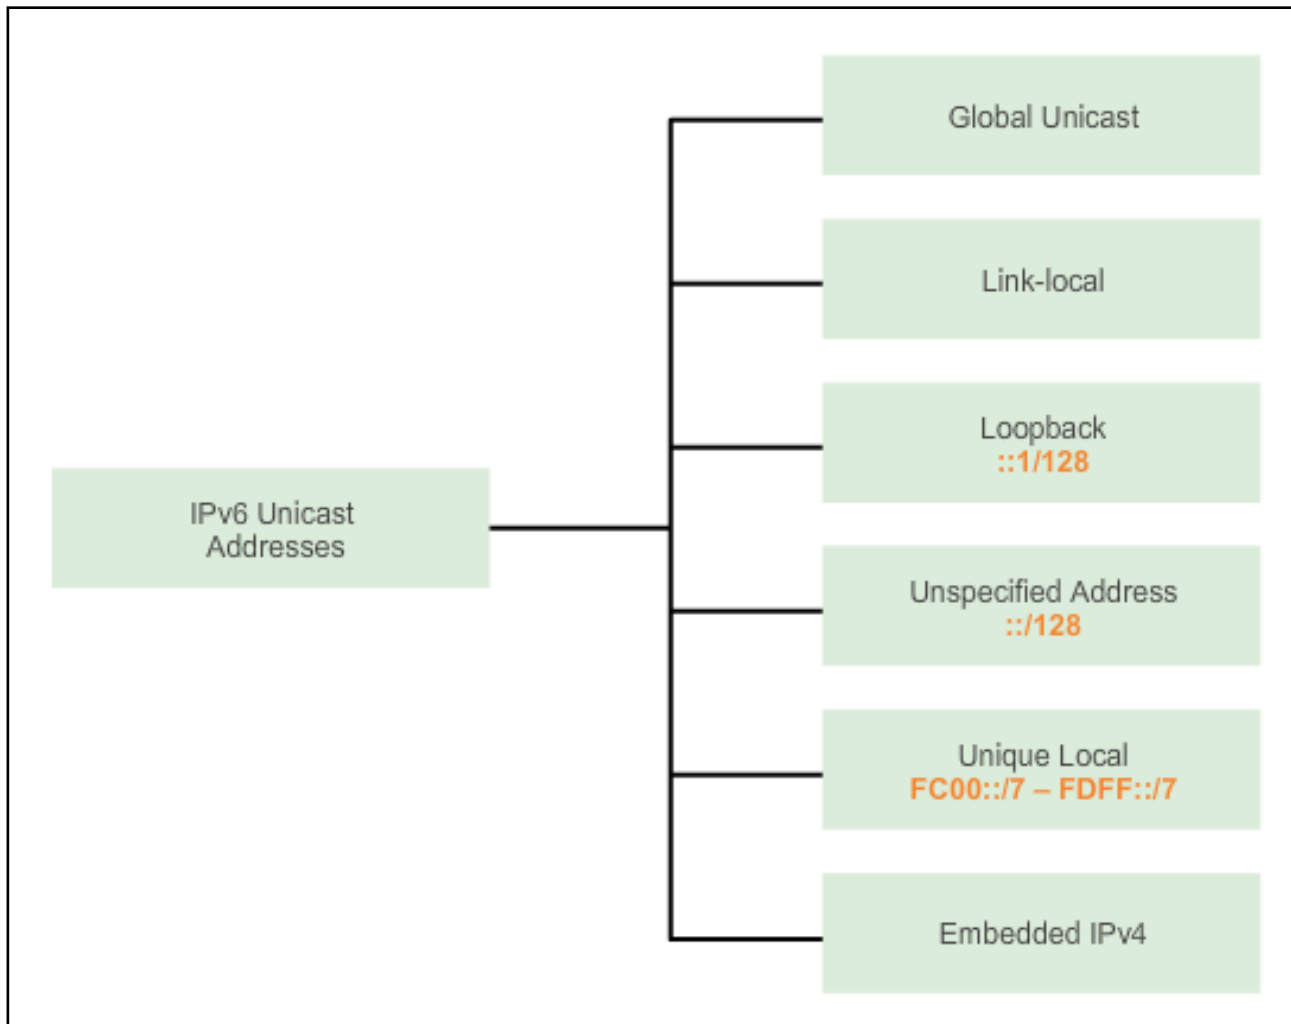 IPv6 Unicast
Addresses
Global Unicast
Link-local
Loopback
::1/128
Unspecified Address
::/128
Unique Local
FC00::/7 – FDFF::/7
Embedded IPv4